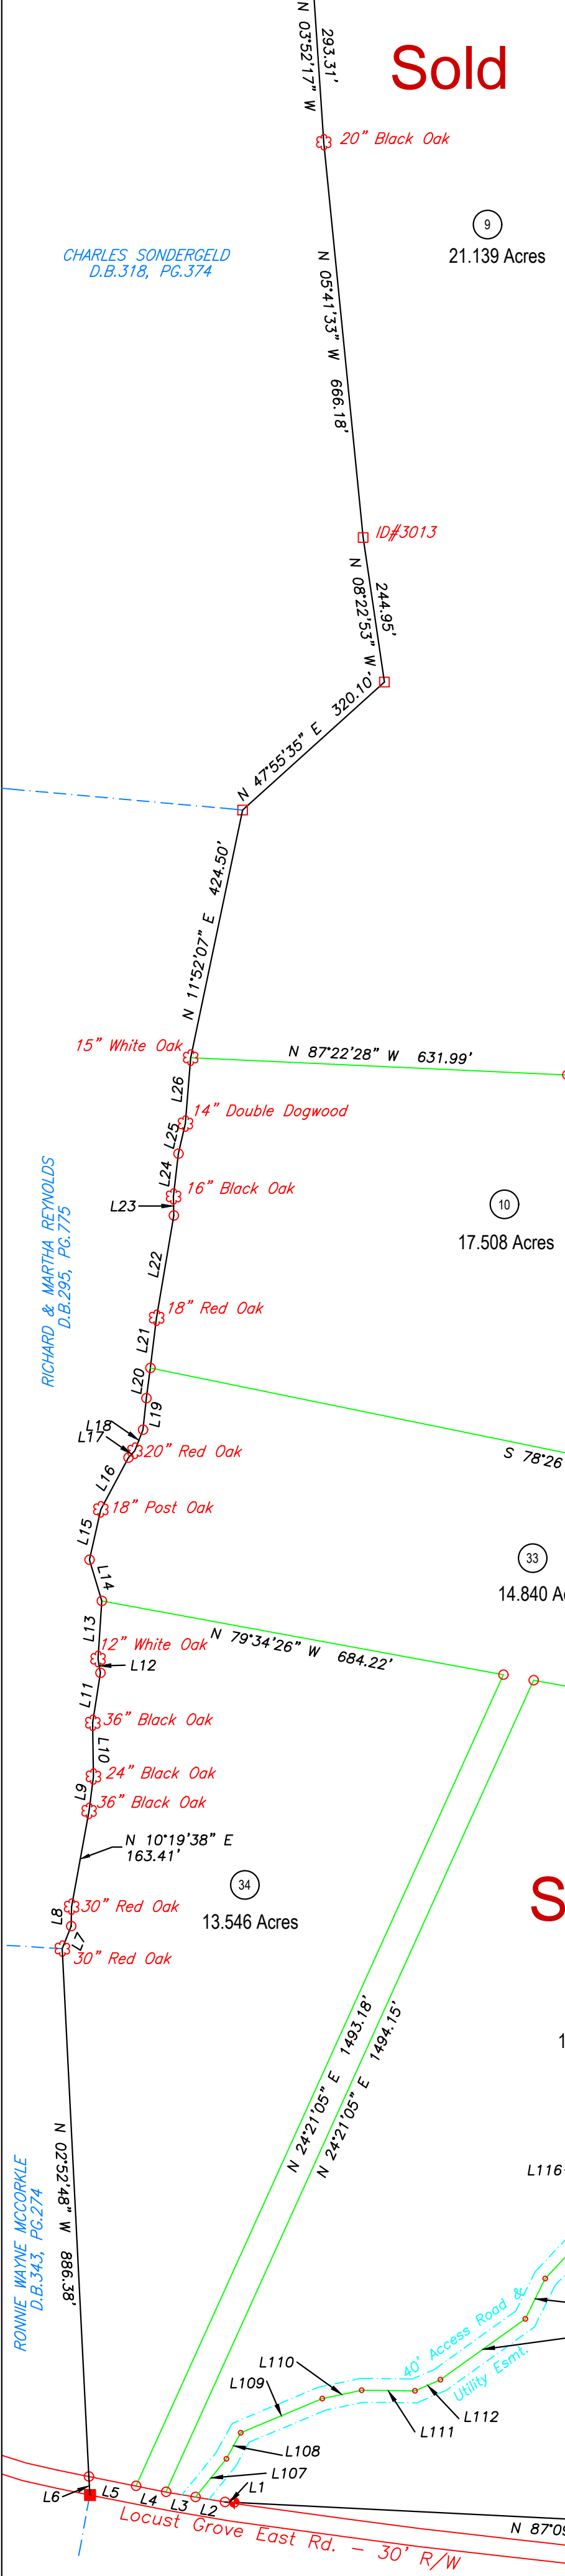 N 03°52'17" W
293.31'
Sold
20" Black Oak
9
21.139 Acres
CHARLES SONDERGELD
D.B.318, PG.374
N 05°41'33" W 666.18'
ID#3013
N 08°22'53" W
244.95'
N 47°55'35" E 320.10'
N 11°52'07" E 424.50'
15" White Oak
N 87°22'28" W 631.99'
L26
14" Double Dogwood
L25
L24
16" Black Oak
L23
RICHARD & MARTHA REYNOLDS
D.B.295, PG.775
10
17.508 Acres
L22
18" Red Oak
L21
L20
L19
L18
L17
20" Red Oak
S 78°26
L16
18" Post Oak
L15
L14
33
14.840 A
L13
N 79°34'26" W 684.22'
12" White Oak
L12
L11
36" Black Oak
L10
24" Black Oak
L9
36" Black Oak
N 10°19'38" E
163.41'
34
13.546 Acres
S
30" Red Oak
L8
L7
30" Red Oak
N 24°21'05" E 1493.18'
N 24°21'05" E 1494.15'
1
N 02°52'48" W 886.38'
RONNIE WAYNE MCCORKLE
D.B.343, PG.274
L116
40' Access Road &
Utility Esmt.
L110
L109
L112
L111
L108
L107
L1
L6
L5
L4
L3
L2
Locust Grove East Rd. - 30' R/W
N 87°09